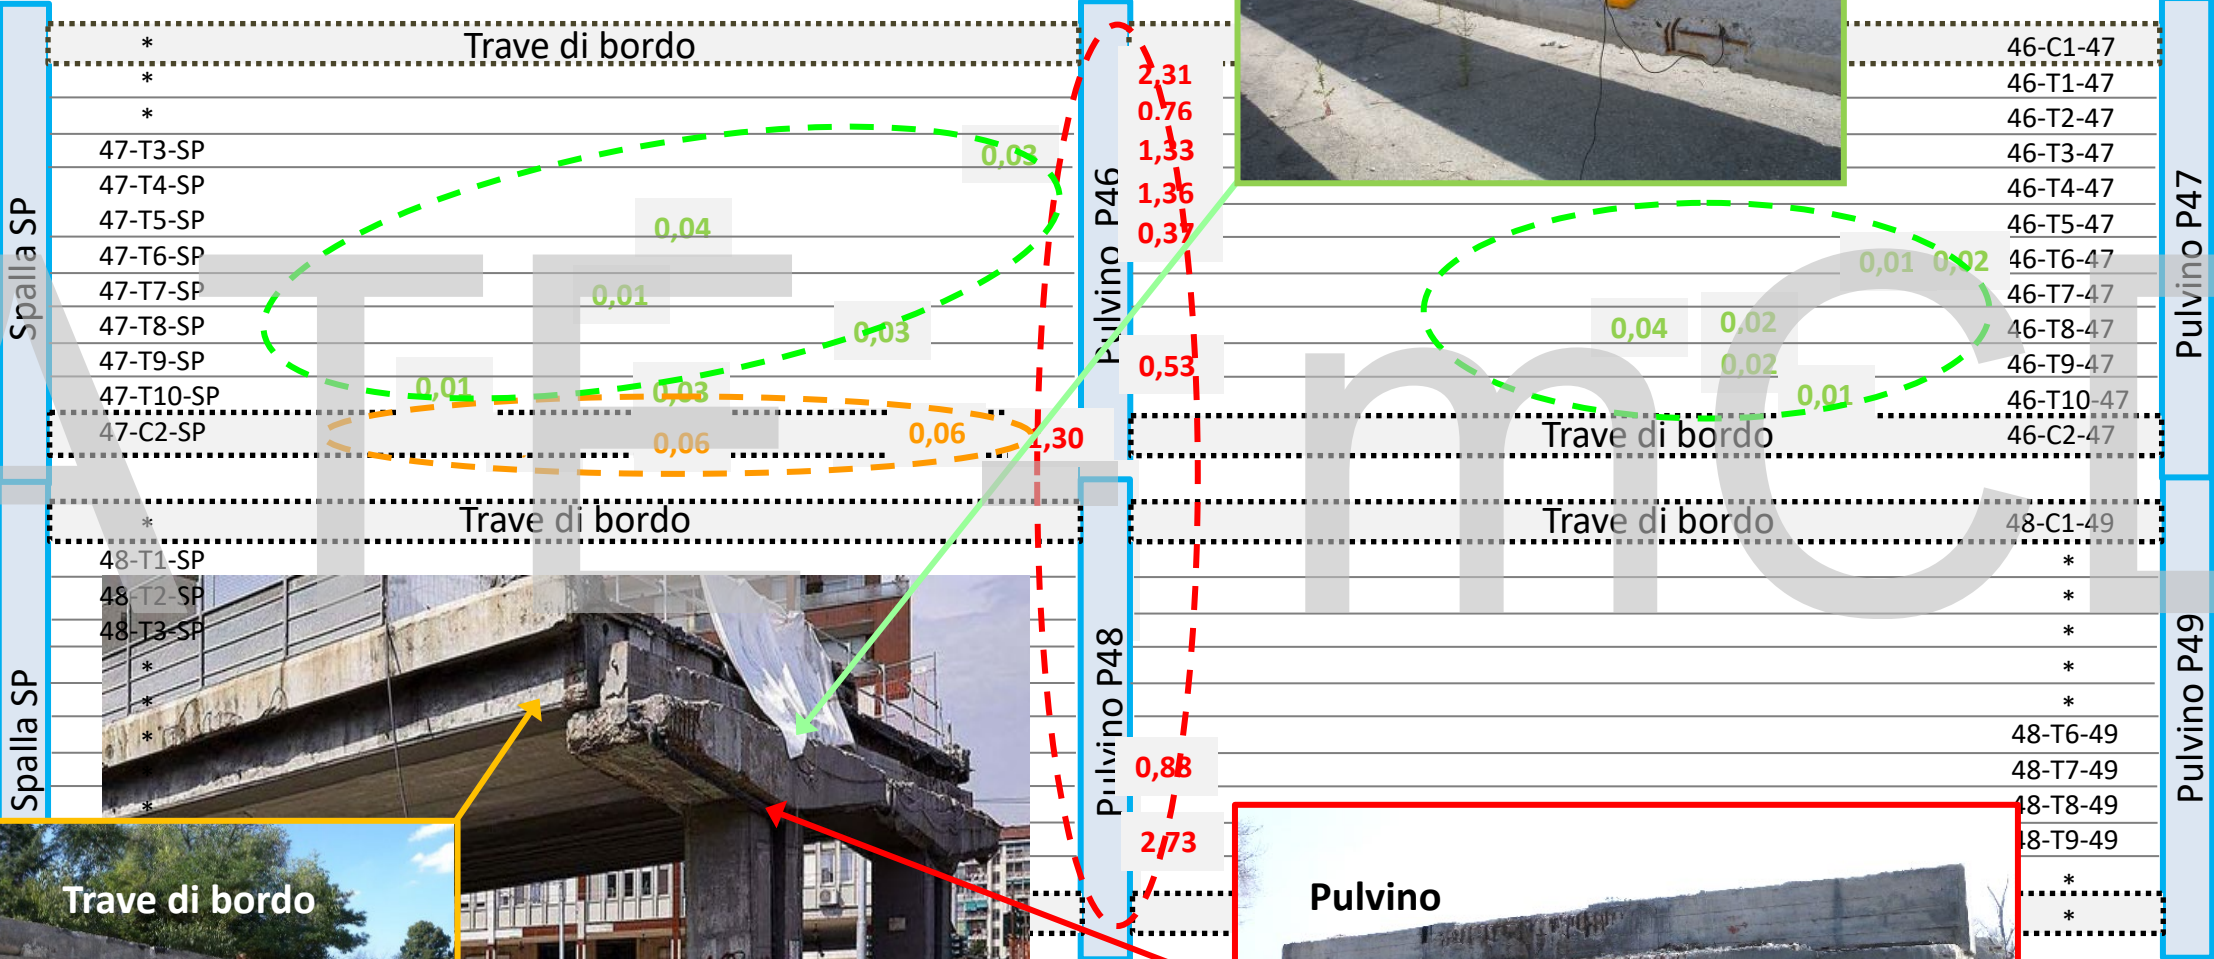 Spalla SP
*
Trave di bordo
*
*
47-T3-SP
47-T4-SP
47-T5-SP
47-T6-SP
47-T7-SP
47-T8-SP
47-T9-SP
47-T10-SP
47-C2-SP
0,03
0,04
0,01
0,03
0,01
0,03
0,06
0,06
1,30
Pulvino P46
2,31
0,76
1,33
1,36
0,37
0,53
46-C1-47
46-T1-47
46-T2-47
46-T3-47
46-T4-47
46-T5-47
46-T6-47
46-T7-47
46-T8-47
46-T9-47
46-T10-47
46-C2-47
0,01 0,02
0,04
0,02
0,02
0,01
Trave di bordo
Pulvino P47
Spalla SP
*
Trave di bordo
48-T1-SP
48-T2-SP
48-T3-SP
*
*
*
*
*
Pulvino P48
0,88
2,73
Trave di bordo
48-C1-49
*
*
*
*
*
48-T6-49
48-T7-49
48-T8-49
48-T9-49
*
*
Pulvino P49
Trave di bordo
Pulvino